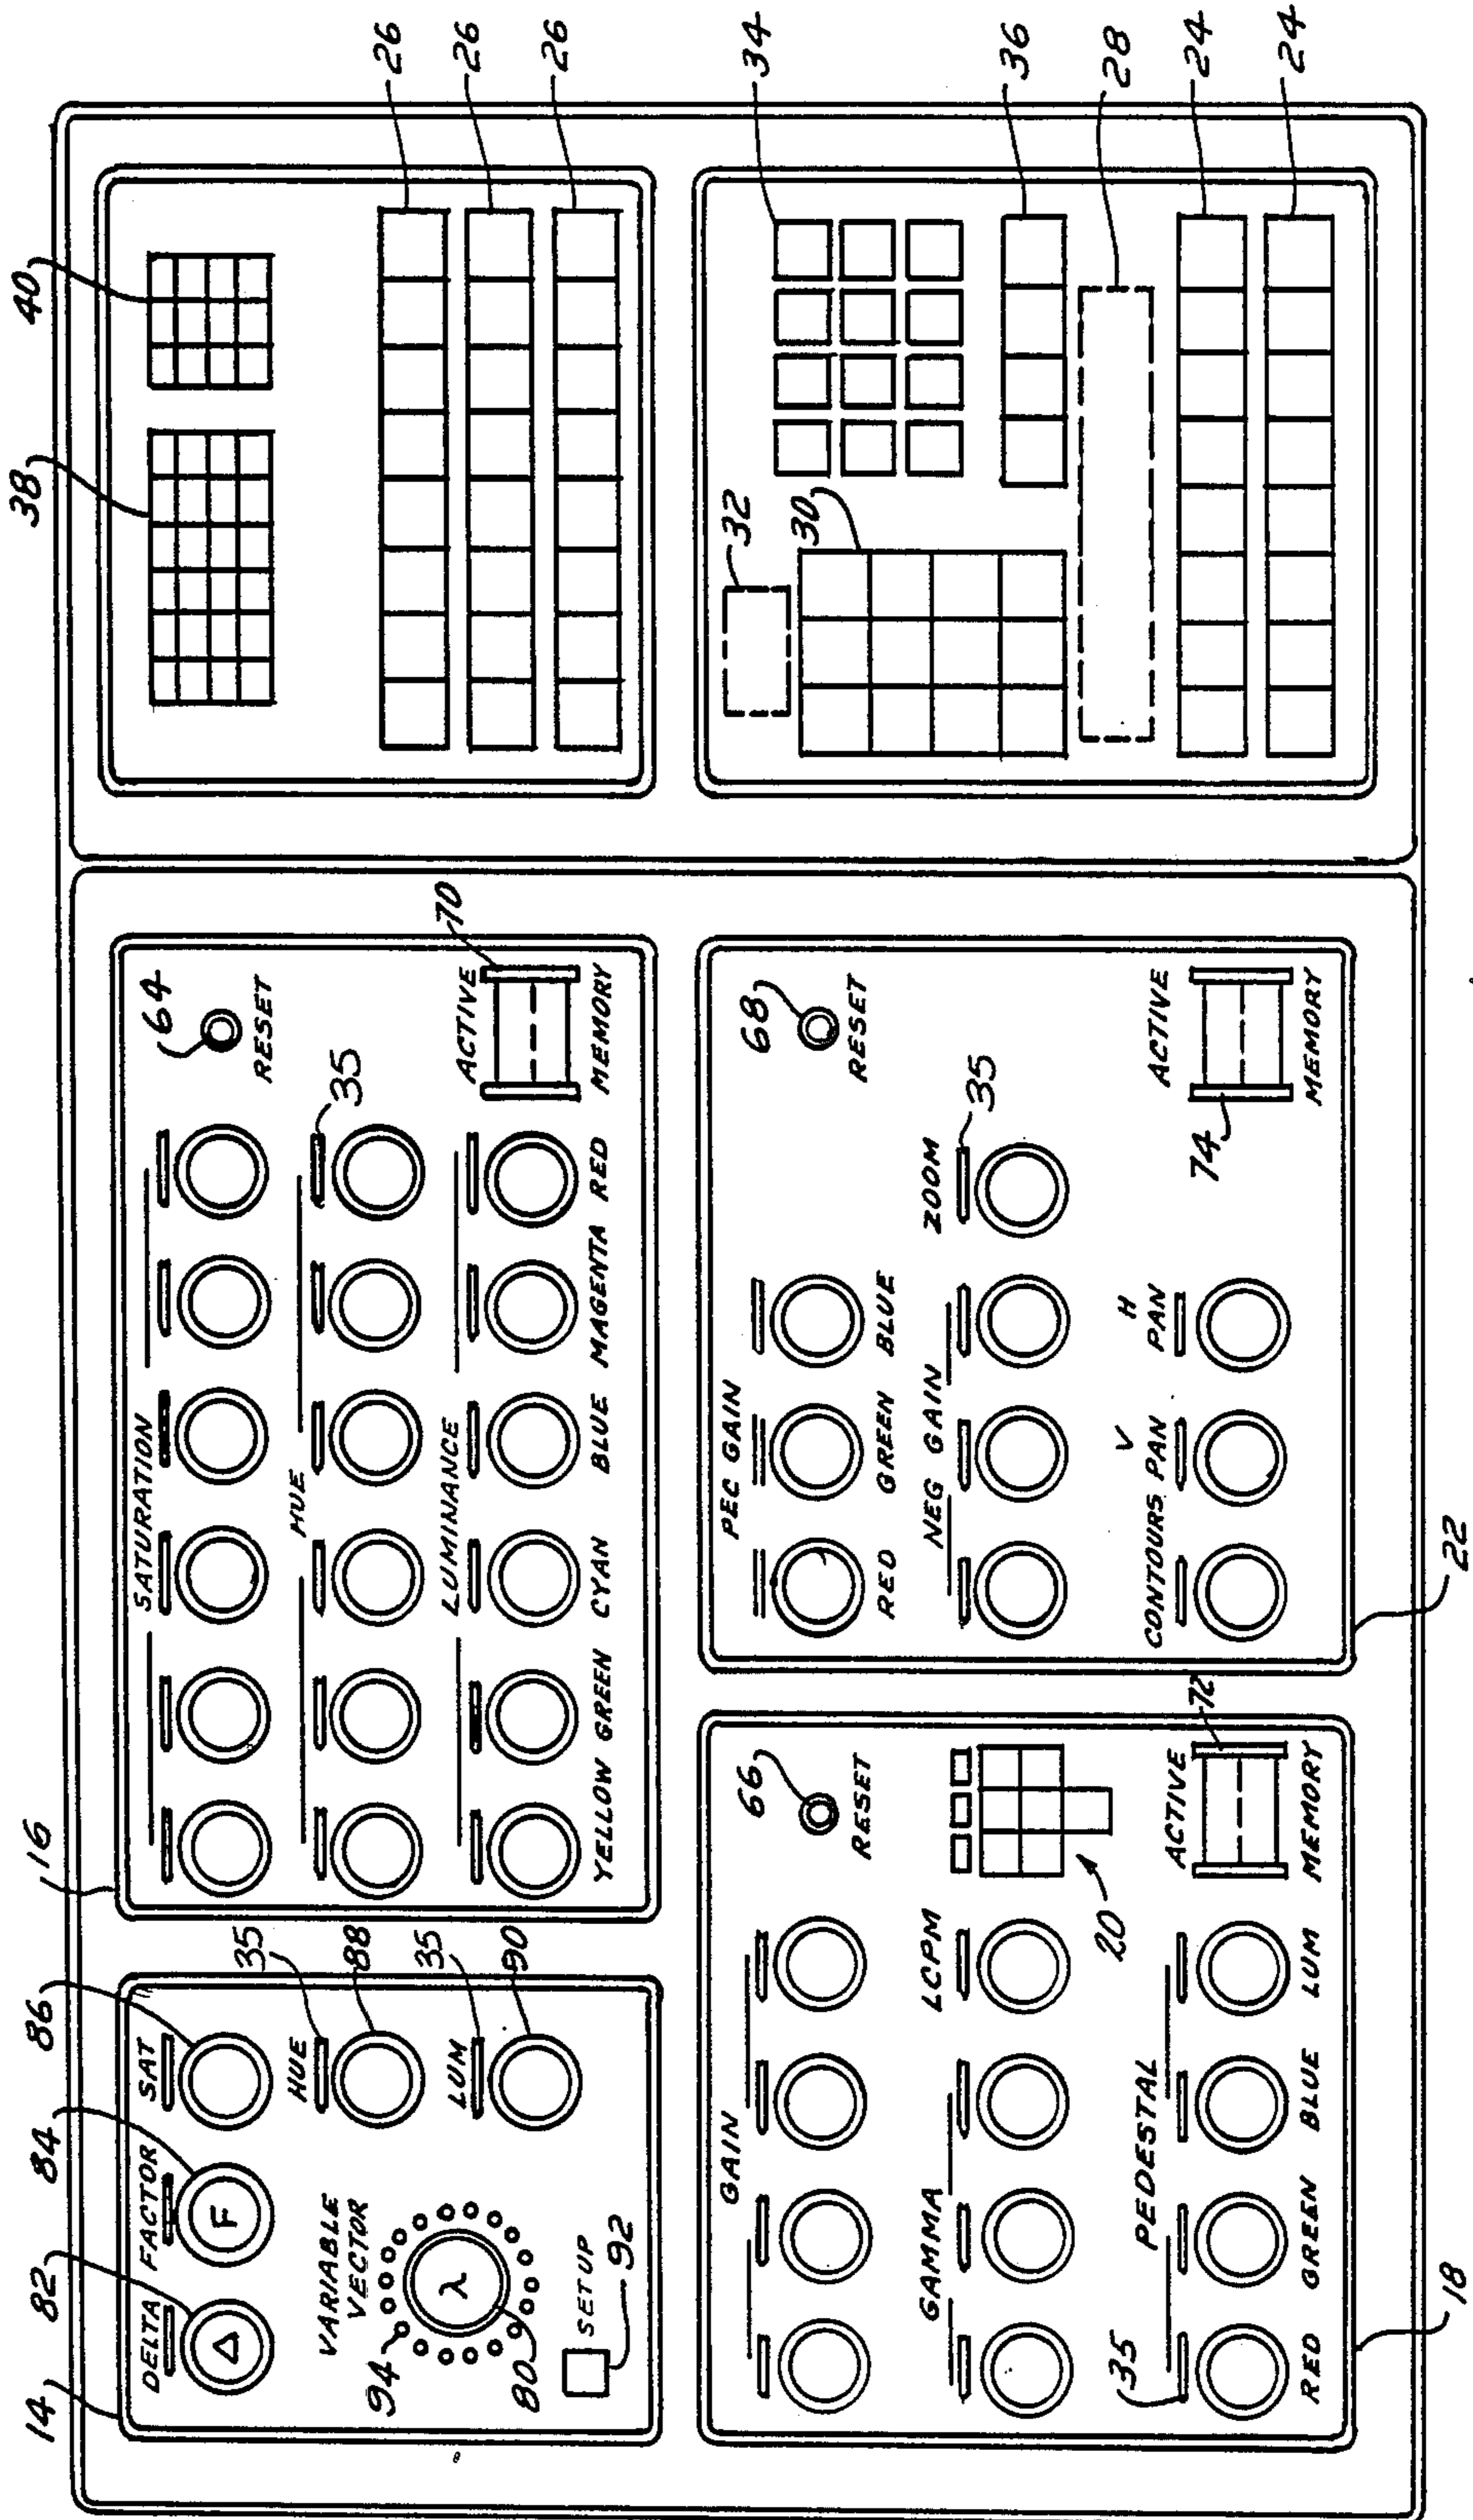 14
82
84
86
16
38
40
DELTA
FACTOR
SAT
Δ
F
35
HUE
88
35
LUM
90
VARIABLE
VECTOR
94
λ
80
SETUP
92
SATURATION
64
RESET
HUE
35
LUMINANCE
ACTIVE
70
MEMORY
YELLOW GREEN CYAN BLUE MAGENTA RED
26
26
26
GAIN
66
RESET
GAMMA
LCPM
20
PEDESTAL
35
ACTIVE
72
MEMORY
RED GREEN BLUE LUM
18
PEC GAIN
68
RESET
RED GREEN BLUE
NEG GAIN
ZOOM
35
CONTOURS
V
PAN
H
PAN
74
ACTIVE
MEMORY
22
32
30
34
36
28
24
24